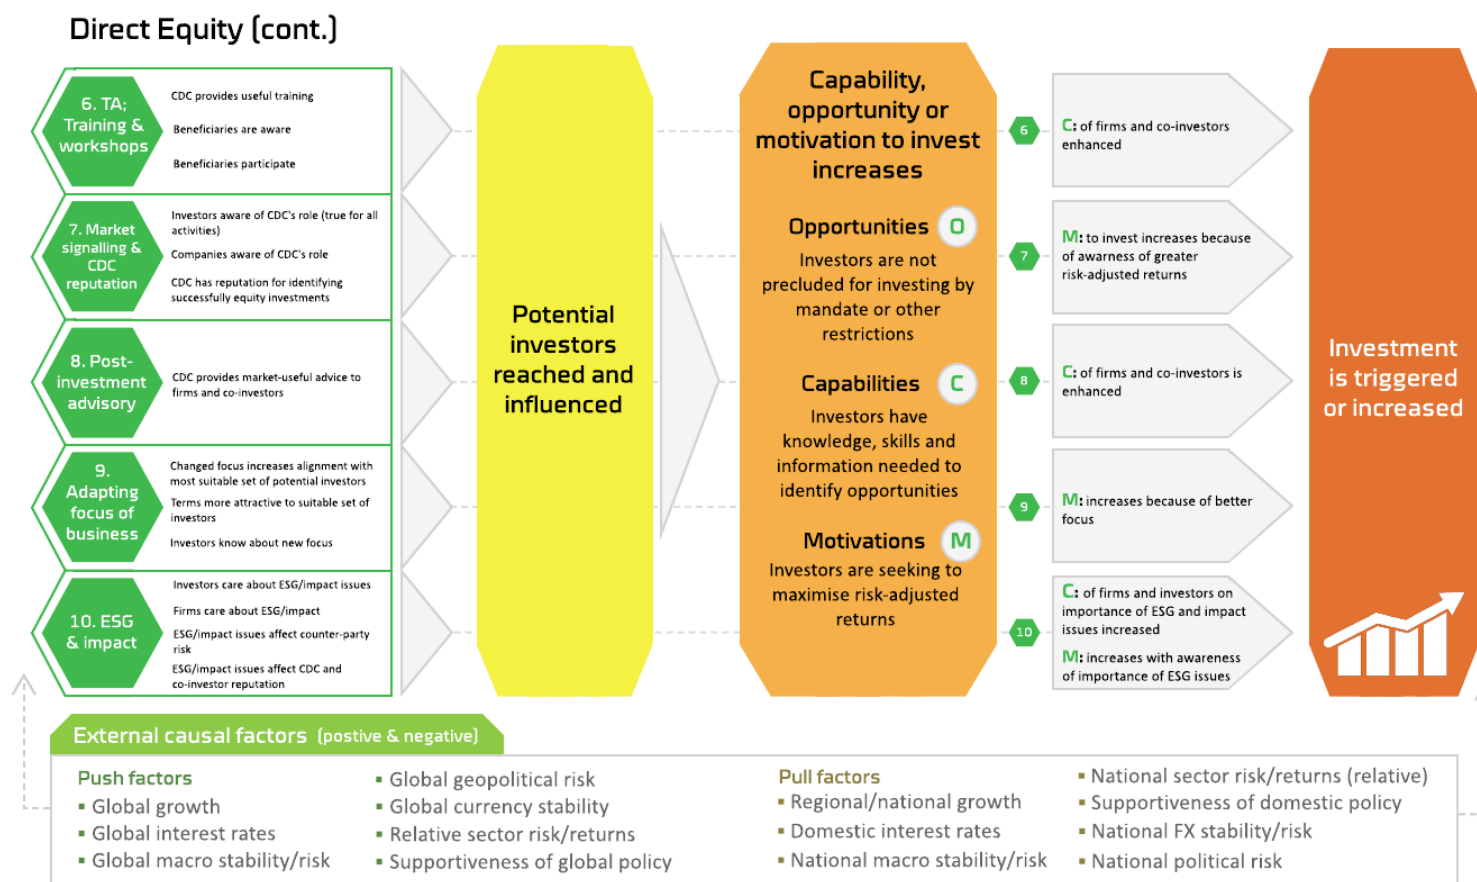 Direct Equity (cont.)
6. TA;
Training &
workshops
CDC provides useful training
Beneficiaries are aware
Beneficiaries participate
7. Market
signalling &
CDC
reputation
Investors aware of CDC's role (true for all
activities)
Companies aware of CDC's role
CDC has reputation for identifying
successfully equity investments
8. Post-
investment
advisory
CDC provides market-useful advice to
firms and co-investors
9.
Adapting
focus of
business
Changed focus increases alignment with
most suitable set of potential investors
Terms more attractive to suitable set of
investors
Investors know about new focus
10. ESG
& impact
Investors care about ESG/impact issues
Firms care about ESG/impact
ESG/impact issues affect counter-party
risk
ESG/impact issues affect CDC and
co-investor reputation
Potential
investors
reached and
influenced
Capability,
opportunity or
motivation to invest
increases
Opportunities O
Investors are not
precluded for investing by
mandate or other
restrictions
Capabilities C
Investors have
knowledge, skills and
information needed to
identify opportunities
Motivations M
Investors are seeking to
maximise risk-adjusted
returns
6
C: of firms and co-investors
enhanced
7
M: to invest increases because
of awarness of greater
risk-adjusted returns
8
C: of firms and co-investors is
enhanced
9
M: increases because of better
focus
10
C: of firms and investors on
importance of ESG and impact
issues increased
M: increases with awareness
of importance of ESG issues
Investment
is triggered
or increased
External causal factors (postive & negative)
Push factors
▪ Global growth
▪ Global interest rates
▪ Global macro stability/risk
▪ Global geopolitical risk
▪ Global currency stability
▪ Relative sector risk/returns
▪ Supportiveness of global policy
Pull factors
▪ Regional/national growth
▪ Domestic interest rates
▪ National macro stability/risk
▪ National sector risk/returns (relative)
▪ Supportiveness of domestic policy
▪ National FX stability/risk
▪ National political risk